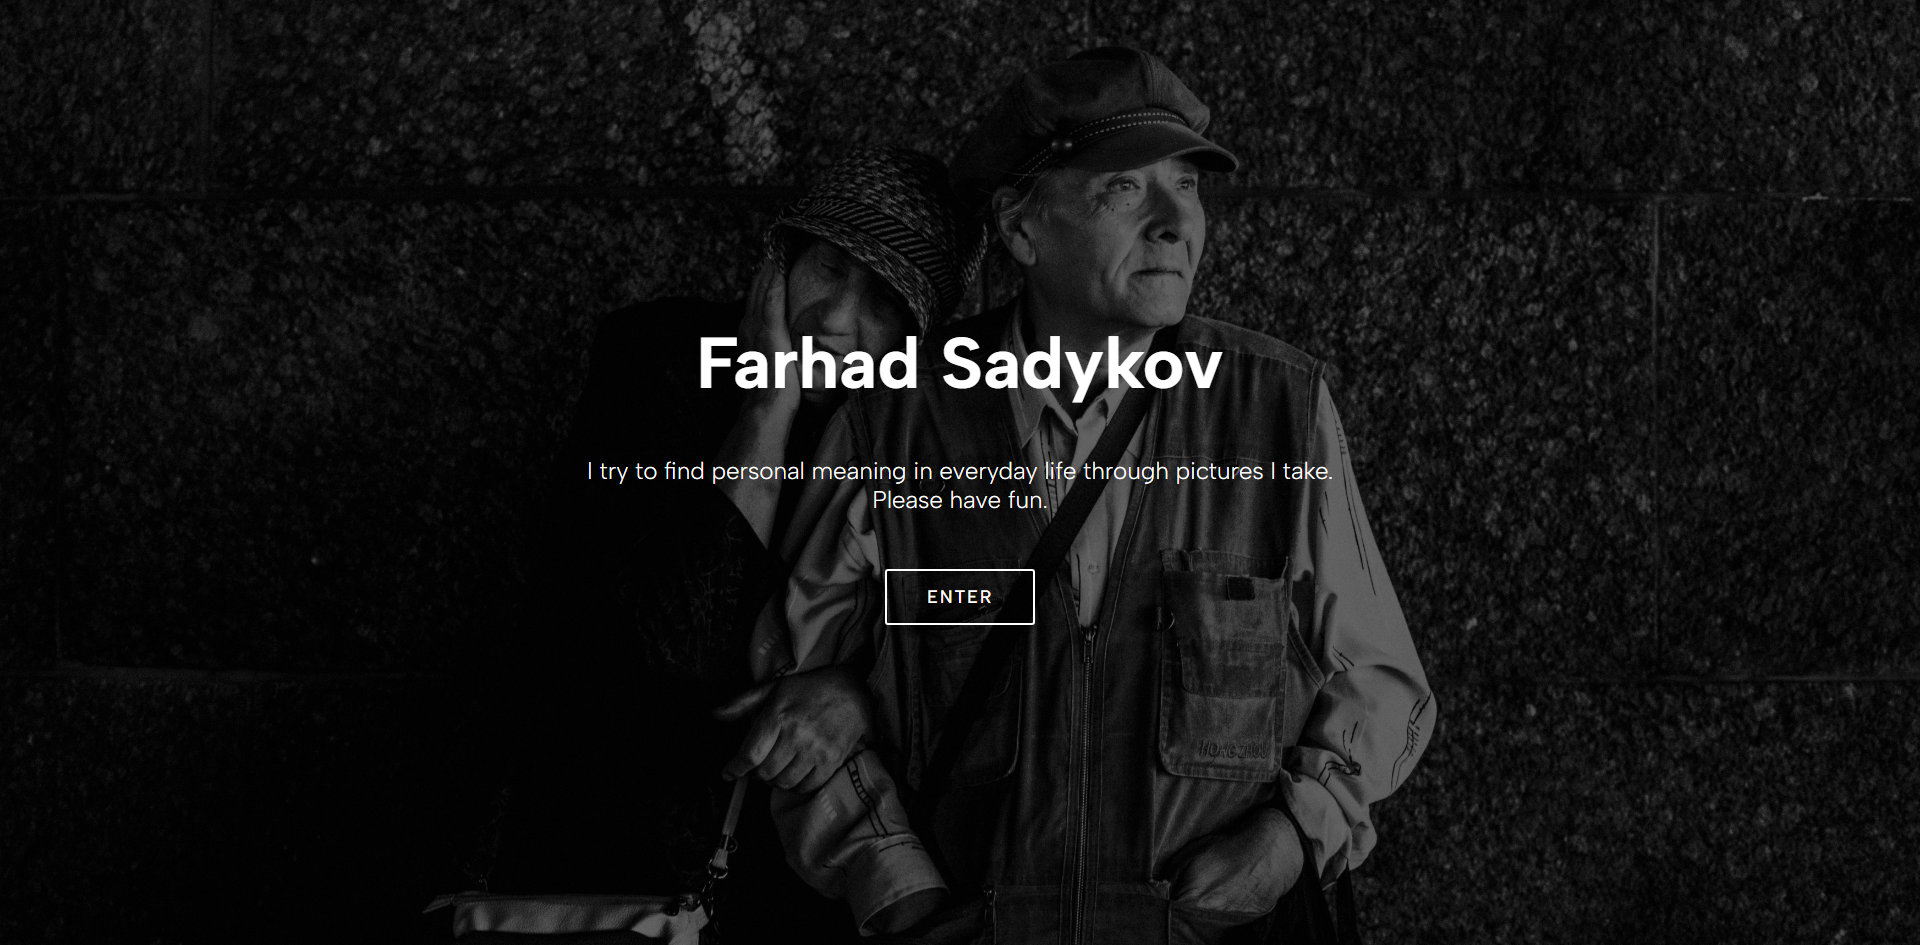 Farhad Sadykov
I try to find personal meaning in everyday life through pictures I take.
Please have fun.
ENTER